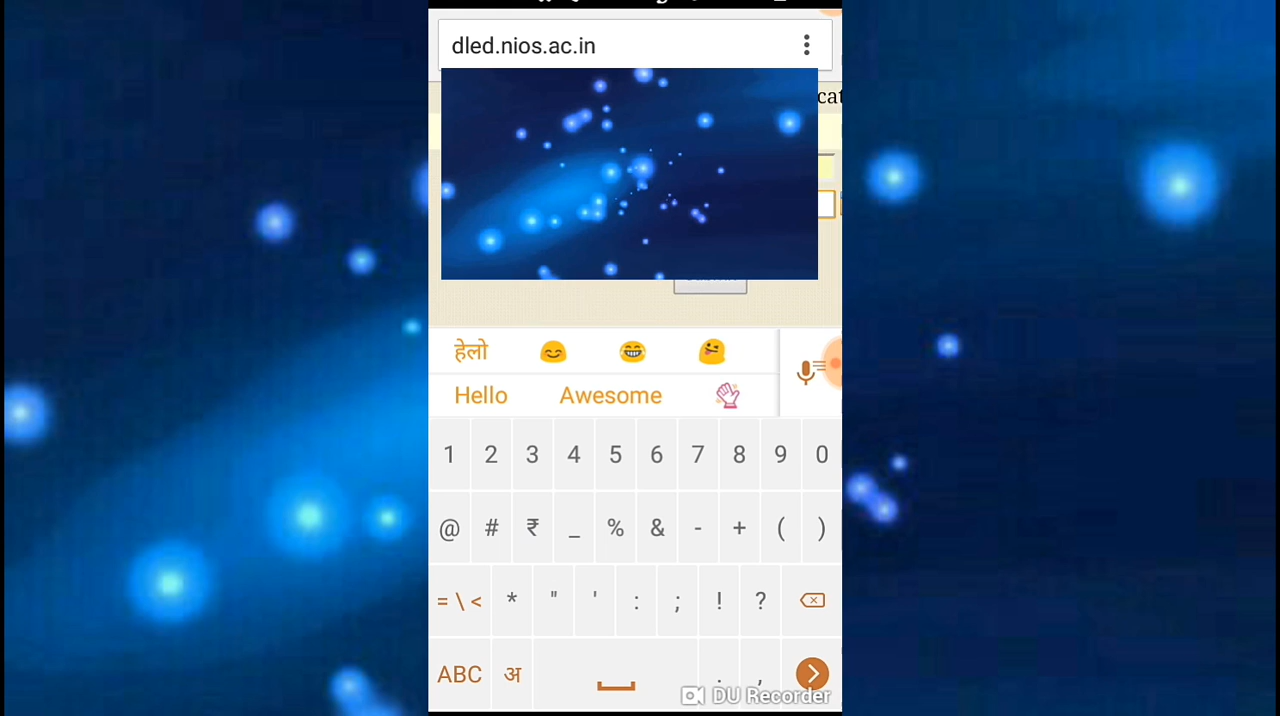 dled.nios.ac.in
हेलो
Hello Awesome
1 2 3 4 5 6 7 8 9 0
@ # ₹ _ % & - + ( )
= \ < * " ' : ; ! ?
ABC अ . ,
DU Recorder